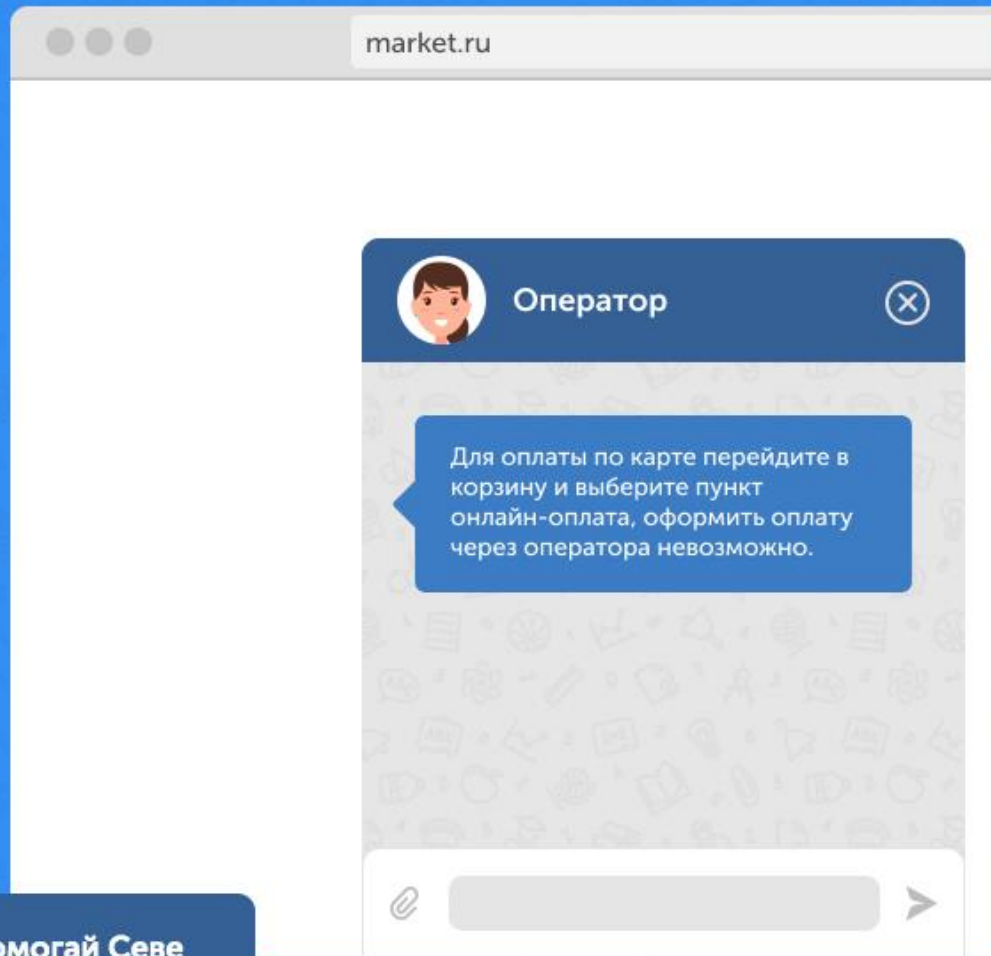 market.ru
Оператор
Для оплаты по карте перейдите в
корзину и выберите пункт
онлайн-оплата, оформить оплату
через оператора невозможно.
Севе